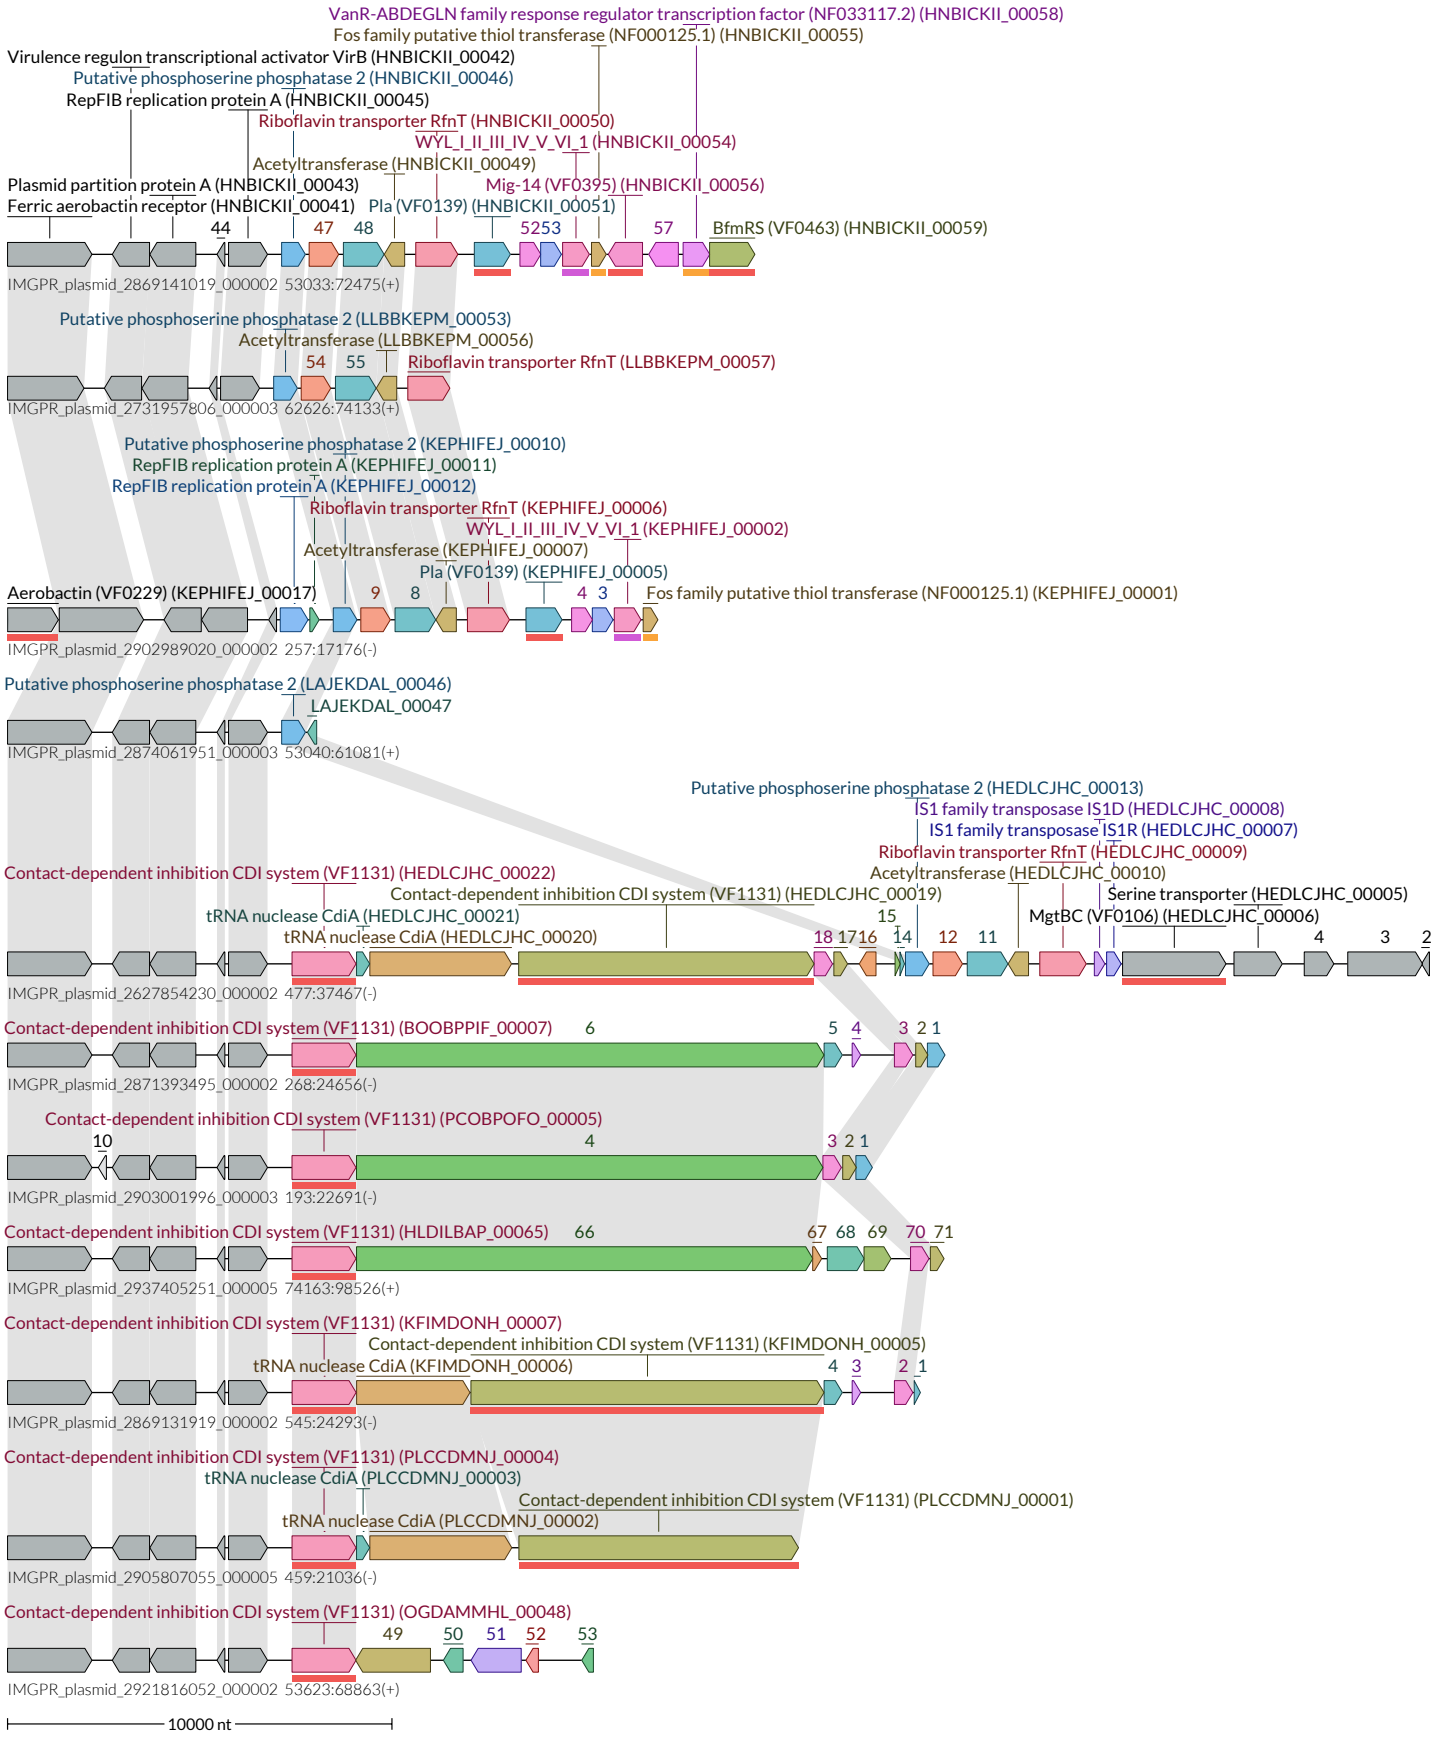 VanR-ABDEGLN family response regulator transcription factor (NF033117.2) (HNBICKII_00058)
Fos family putative thiol transferase (NF000125.1) (HNBICKII_00055)
Virulence regulon transcriptional activator VirB (HNBICKII_00042)
Putative phosphoserine phosphatase 2 (HNBICKII_00046)
RepFIB replication protein A (HNBICKII_00045)
Riboflavin transporter RfnT (HNBICKII_00050)
WYL_I_II_III_IV_V_VI_1 (HNBICKII_00054)
Acetyltransferase (HNBICKII_00049)
Plasmid partition protein A (HNBICKII_00043) Mig-14 (VF0395) (HNBICKII_00056)
Ferric aerobactin receptor (HNBICKII_00041) Pla (VF0139) (HNBICKII_00051)
44 47 48 52 53 57 BfmRS (VF0463) (HNBICKII_00059)
IMGPR_plasmid_2869141019_000002 53033:72475(+)
Putative phosphoserine phosphatase 2 (LLBBKEPM_00053)
Acetyltransferase (LLBBKEPM_00056)
54 55 Riboflavin transporter RfnT (LLBBKEPM_00057)
IMGPR_plasmid_2731957806_000003 62626:74133(+)
Putative phosphoserine phosphatase 2 (KEPHIFEJ_00010)
RepFIB replication protein A (KEPHIFEJ_00011)
RepFIB replication protein A (KEPHIFEJ_00012)
Riboflavin transporter RfnT (KEPHIFEJ_00006)
WYL_I_II_III_IV_V_VI_1 (KEPHIFEJ_00002)
Acetyltransferase (KEPHIFEJ_00007)
Pla (VF0139) (KEPHIFEJ_00005)
Aerobactin (VF0229) (KEPHIFEJ_00017) 9 8 4 3 Fos family putative thiol transferase (NF000125.1) (KEPHIFEJ_00001)
IMGPR_plasmid_2902989020_000002 257:17176(-)
Putative phosphoserine phosphatase 2 (LAJEKDAL_00046)
LAJEKDAL_00047
IMGPR_plasmid_2874061951_000003 53040:61081(+)
Putative phosphoserine phosphatase 2 (HEDLCJHC_00013)
IS1 family transposase IS1D (HEDLCJHC_00008)
IS1 family transposase IS1R (HEDLCJHC_00007)
Riboflavin transporter RfnT (HEDLCJHC_00009)
Contact-dependent inhibition CDI system (VF1131) (HEDLCJHC_00022) Acetyltransferase (HEDLCJHC_00010)
Contact-dependent inhibition CDI system (VF1131) (HEDLCJHC_00019) Serine transporter (HEDLCJHC_00005)
tRNA nuclease CdiA (HEDLCJHC_00021) 15 MgtBC (VF0106) (HEDLCJHC_00006)
tRNA nuclease CdiA (HEDLCJHC_00020) 18 17 16 14 12 11 4 3 2
IMGPR_plasmid_2627854230_000002 477:37467(-)
Contact-dependent inhibition CDI system (VF1131) (BOOBPPIF_00007) 6 5 4 3 2 1
IMGPR_plasmid_2871393495_000002 268:24656(-)
Contact-dependent inhibition CDI system (VF1131) (PCOBPOFO_00005)
10 4 3 2 1
IMGPR_plasmid_2903001996_000003 193:22691(-)
Contact-dependent inhibition CDI system (VF1131) (HLDILBAP_00065) 66 67 68 69 70 71
IMGPR_plasmid_2937405251_000005 74163:98526(+)
Contact-dependent inhibition CDI system (VF1131) (KFIMDONH_00007)
Contact-dependent inhibition CDI system (VF1131) (KFIMDONH_00005)
tRNA nuclease CdiA (KFIMDONH_00006) 4 3 2 1
IMGPR_plasmid_2869131919_000002 545:24293(-)
Contact-dependent inhibition CDI system (VF1131) (PLCCDMNJ_00004)
tRNA nuclease CdiA (PLCCDMNJ_00003)
Contact-dependent inhibition CDI system (VF1131) (PLCCDMNJ_00001)
tRNA nuclease CdiA (PLCCDMNJ_00002)
IMGPR_plasmid_2905807055_000005 459:21036(-)
Contact-dependent inhibition CDI system (VF1131) (OGDAMMHL_00048)
49 50 51 52 53
IMGPR_plasmid_2921816052_000002 53623:68863(+)
10000 nt